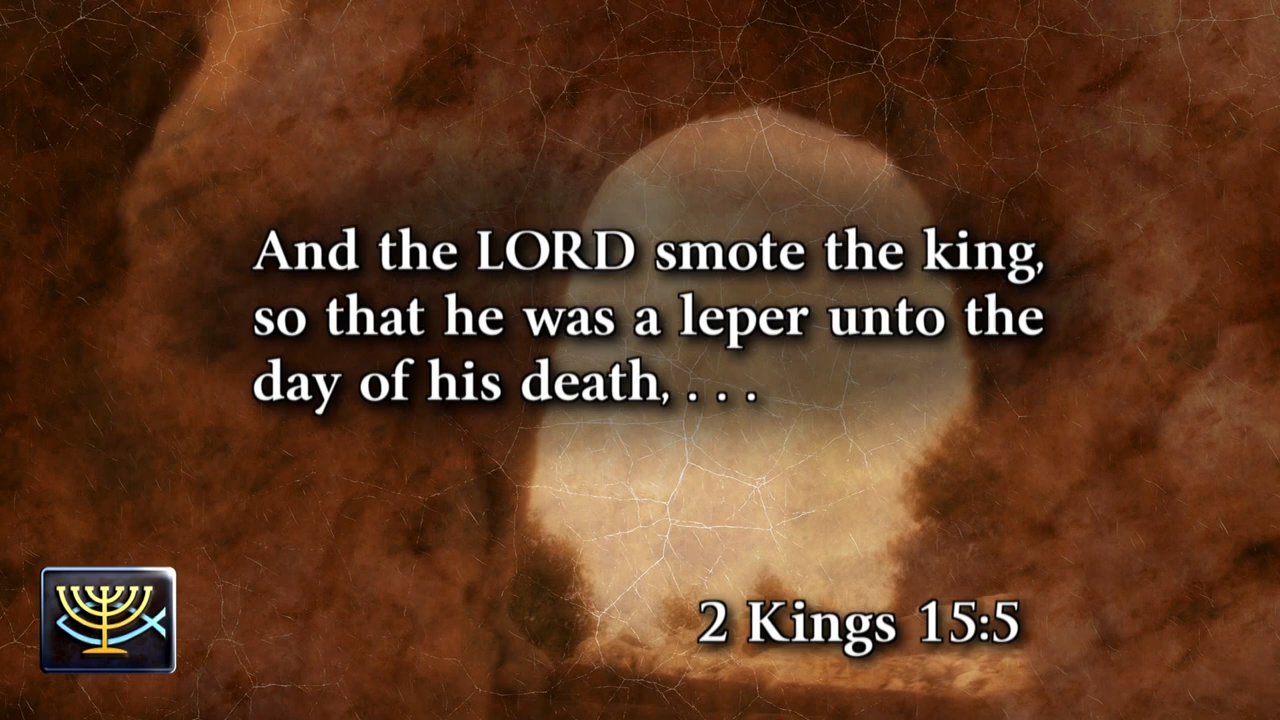 And the LORD smote the king,
so that he was a leper unto the
day of his death, . . .
2 Kings 15:5